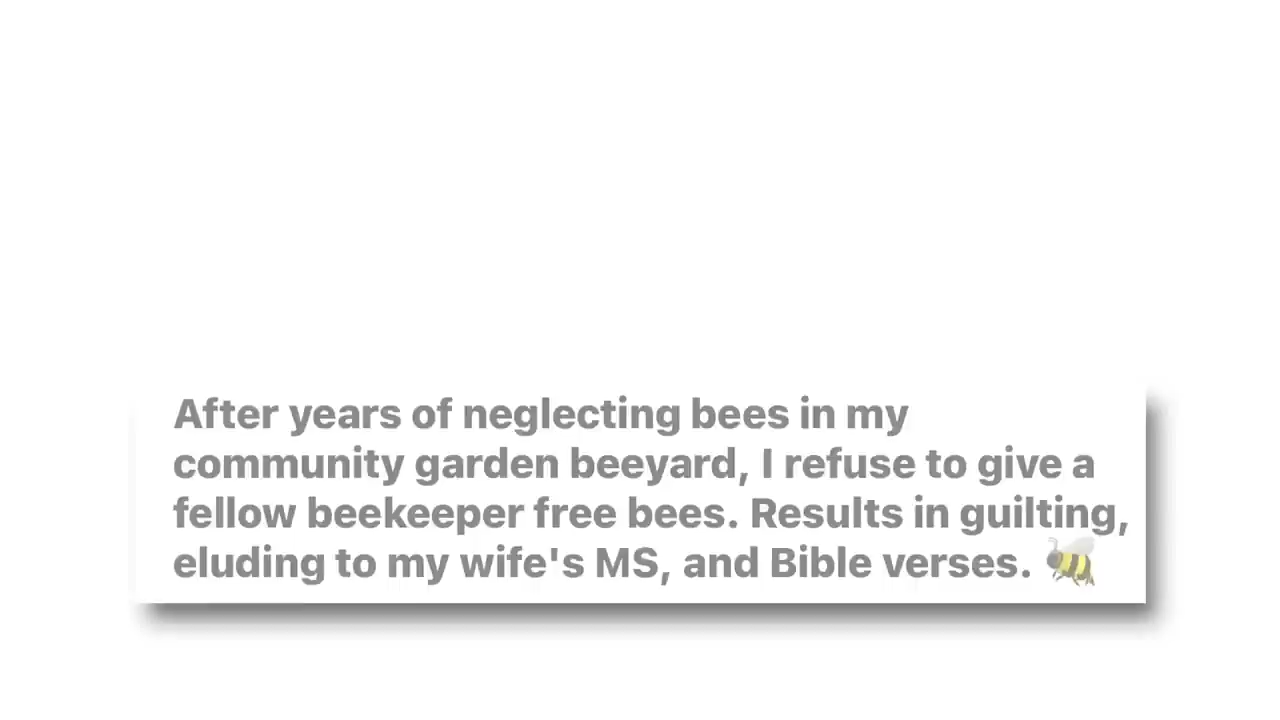 After years of neglecting bees in my
community garden beeyard, I refuse to give a
fellow beekeeper free bees. Results in guilting,
eluding to my wife's MS, and Bible verses. 🐝